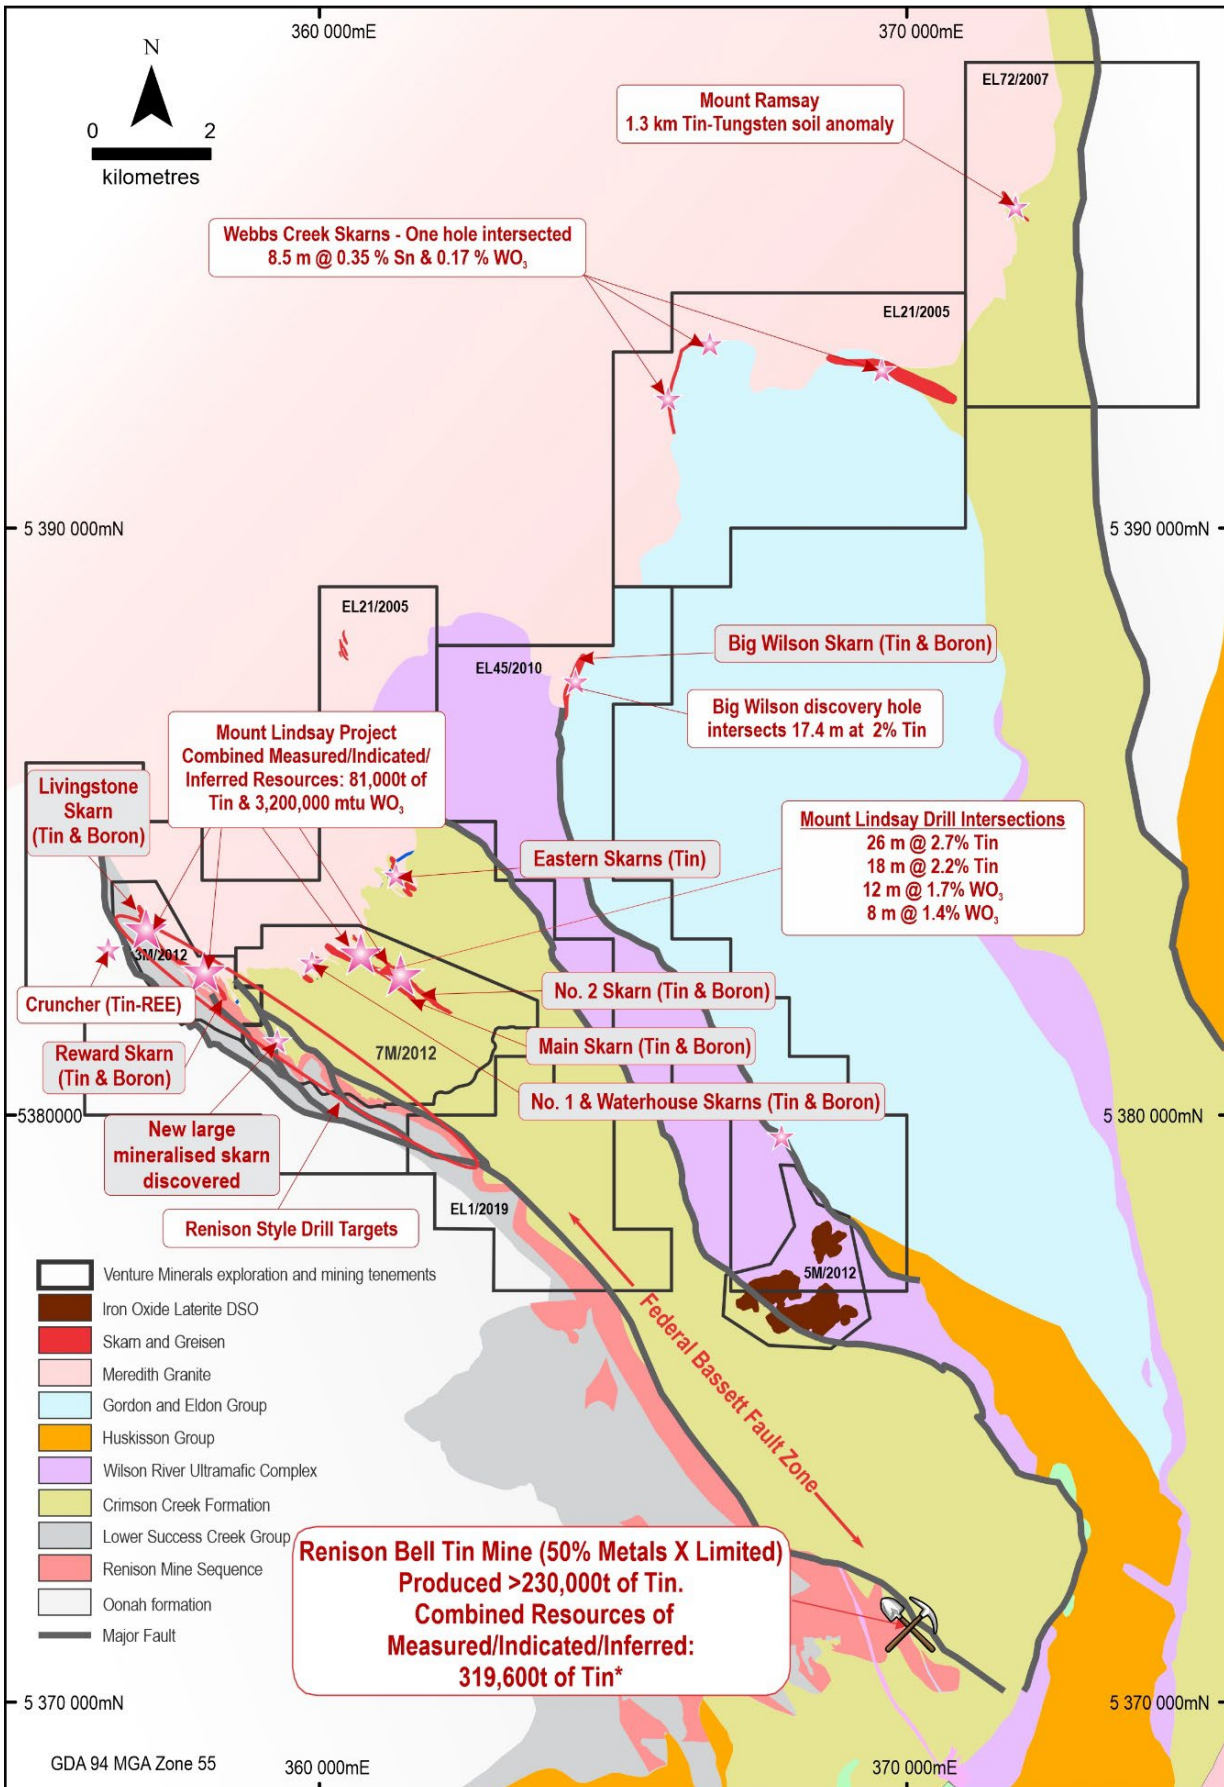 360 000mE
370 000mE
N
0 2
kilometres
EL72/2007
Mount Ramsay
1.3 km Tin-Tungsten soil anomaly
Webbs Creek Skarns - One hole intersected
8.5 m @ 0.35 % Sn & 0.17 % WO₃
EL21/2005
5 390 000mN
5 390 000mN
EL21/2005
EL45/2010
Big Wilson Skarn (Tin & Boron)
Big Wilson discovery hole
intersects 17.4 m at 2% Tin
Mount Lindsay Project
Combined Measured/Indicated/
Inferred Resources: 81,000t of
Tin & 3,200,000 mtu WO₃
Livingstone
Skarn
(Tin & Boron)
Mount Lindsay Drill Intersections
26 m @ 2.7% Tin
18 m @ 2.2% Tin
12 m @ 1.7% WO₃
8 m @ 1.4% WO₃
Eastern Skarns (Tin)
3M/2012
Cruncher (Tin-REE)
No. 2 Skarn (Tin & Boron)
Reward Skarn
(Tin & Boron)
7M/2012
Main Skarn (Tin & Boron)
No. 1 & Waterhouse Skarns (Tin & Boron)
5380000
5 380 000mN
New large
mineralised skarn
discovered
EL1/2019
Renison Style Drill Targets
5M/2012
Federal Bassett Fault Zone
Venture Minerals exploration and mining tenements
Iron Oxide Laterite DSO
Skarn and Greisen
Meredith Granite
Gordon and Eldon Group
Huskisson Group
Wilson River Ultramafic Complex
Crimson Creek Formation
Lower Success Creek Group
Renison Mine Sequence
Oonah formation
Major Fault
Renison Bell Tin Mine (50% Metals X Limited)
Produced >230,000t of Tin.
Combined Resources of
Measured/Indicated/Inferred:
319,600t of Tin*
5 370 000mN
5 370 000mN
GDA 94 MGA Zone 55
360 000mE
370 000mE